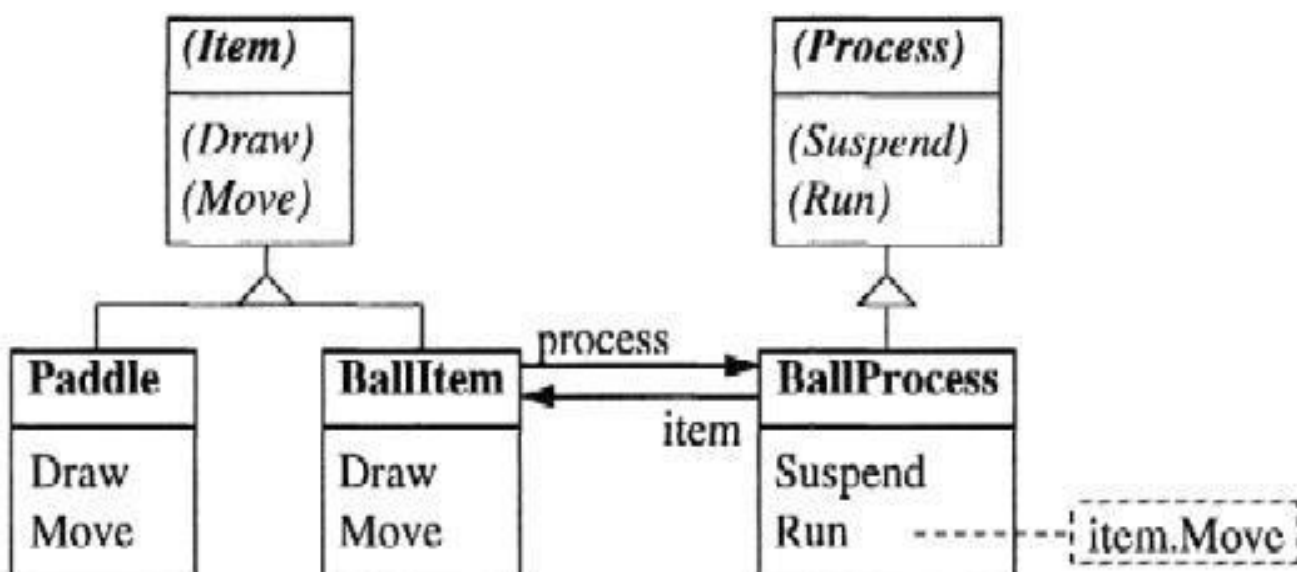 (Item)
(Draw)
(Move)
(Process)
(Suspend)
(Run)
Paddle
Draw
Move
BallItem
Draw
Move
process
item
BallProcess
Suspend
Run
item.Move